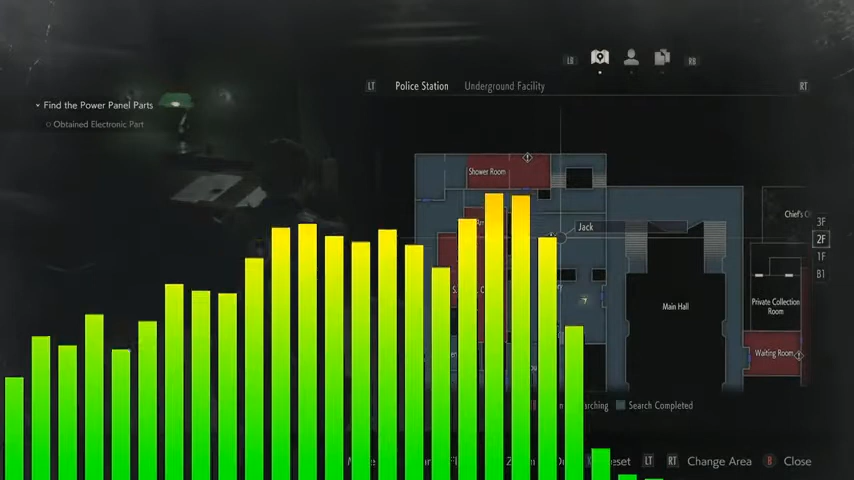 LB RB
LT Police Station Underground Facility RT
Find the Power Panel Parts
Obtained Electronic Part
Shower Room
Chief's O
3F
Jack
2F
1F
B1
Main Hall
Private Collection
Room
Waiting Room
Search Completed
LT RT Change Area B Close